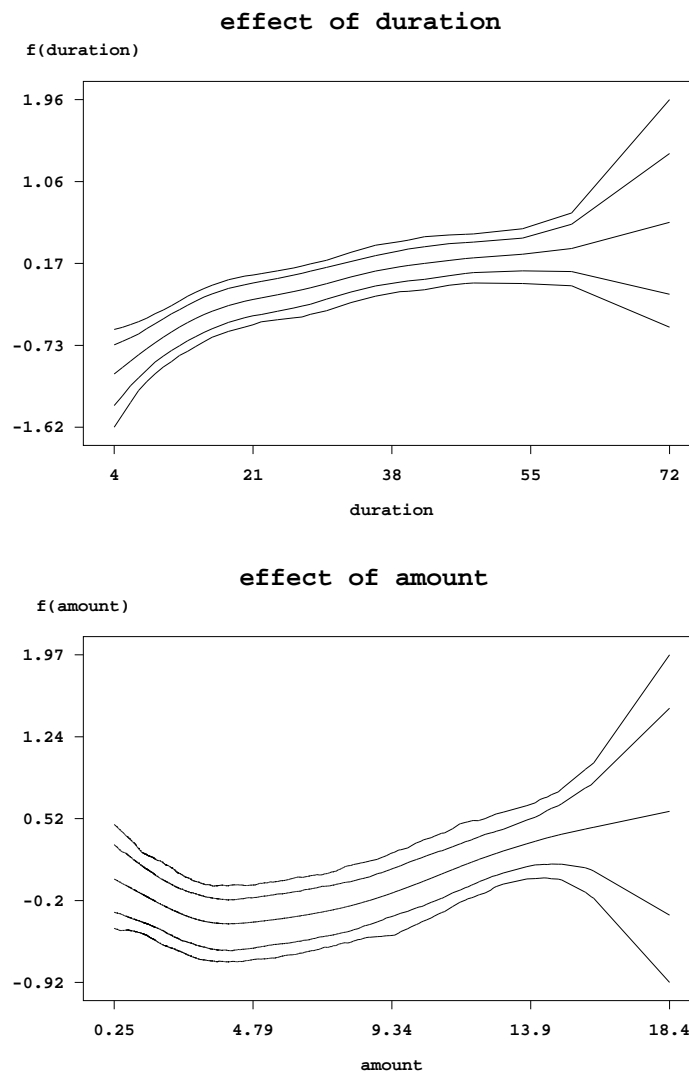 effect of duration
f(duration)
1.96
1.06
0.17
-0.73
-1.62
4 21 38 55 72
duration
effect of amount
f(amount)
1.97
1.24
0.52
-0.2
-0.92
0.25 4.79 9.34 13.9 18.4
amount